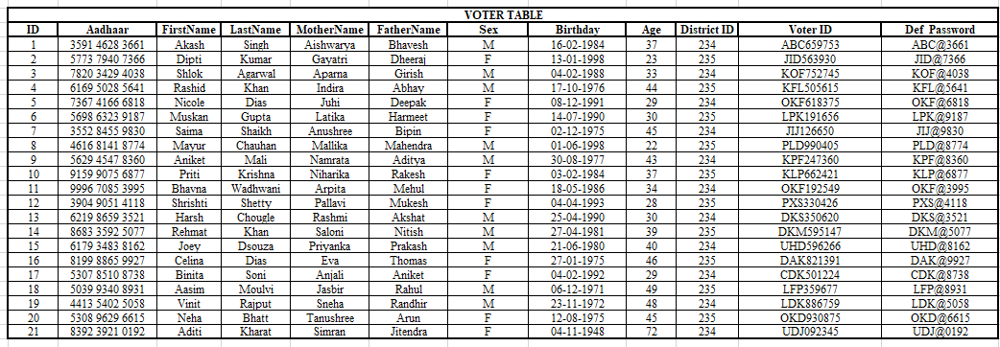 VOTER TABLE
ID Aadhaar FirstName LastName MotherName FatherName Sex Birthday Age District ID Voter ID Def_Password
1 3591 4628 3661 Akash Singh Aishwarya Bhavesh M 16-02-1984 37 234 ABC659753 ABC@3661
2 5773 7940 7366 Dipti Kumar Gayatri Dheeraj F 13-01-1998 23 235 JID563930 JID@7366
3 7820 3429 4038 Shlok Agarwal Aparna Girish M 04-02-1988 33 234 KOF752745 KOF@4038
4 6169 5028 5641 Rashid Khan Indira Abhay M 17-10-1976 44 235 KFL505615 KFL@5641
5 7367 4166 6818 Nicole Dias Juhi Deepak F 08-12-1991 29 234 OKF618375 OKF@6818
6 5698 6323 9187 Muskan Gupta Latika Harmeet F 14-07-1990 30 235 LPK191656 LPK@9187
7 3552 8455 9830 Saima Shaikh Anushree Bipin F 02-12-1975 45 234 JIJ126650 JIJ@9830
8 4616 8141 8774 Mayur Chauhan Mallika Mahendra M 01-06-1998 22 235 PLD990405 PLD@8774
9 5629 4547 8360 Aniket Mali Namrata Aditya M 30-08-1977 43 234 KPF247360 KPF@8360
10 9159 9075 6877 Priti Krishna Niharika Rakesh F 03-02-1984 37 235 KLP662421 KLP@6877
11 9996 7085 3995 Bhavna Wadhwani Arpita Mehul F 18-05-1986 34 234 OKF192549 OKF@3995
12 3904 9051 4118 Shrishti Shetty Pallavi Mukesh F 04-04-1993 28 235 PXS330426 PXS@4118
13 6219 8659 3521 Harsh Chougle Rashmi Akshat M 25-04-1990 30 234 DKS350620 DKS@3521
14 8683 3592 5077 Rehmat Khan Saloni Nitish M 27-04-1981 39 235 DKM595147 DKM@5077
15 6179 3483 8162 Joey Dsouza Priyanka Prakash M 21-06-1980 40 234 UHD596266 UHD@8162
16 8199 8865 9927 Celina Dias Eva Thomas F 27-01-1975 46 235 DAK821391 DAK@9927
17 5307 8510 8738 Binita Soni Anjali Aniket F 04-02-1992 29 234 CDK501224 CDK@8738
18 5039 9340 8931 Aasim Moulvi Jasbir Rahul M 06-12-1971 49 235 LFP359677 LFP@8931
19 4413 5402 5058 Vinit Rajput Sneha Randhir M 23-11-1972 48 234 LDK886759 LDK@5058
20 5308 9629 6615 Neha Bhatt Tanushree Arun F 12-08-1975 45 235 OKD930875 OKD@6615
21 8392 3921 0192 Aditi Kharat Simran Jitendra F 04-11-1948 72 234 UDJ092345 UDJ@0192